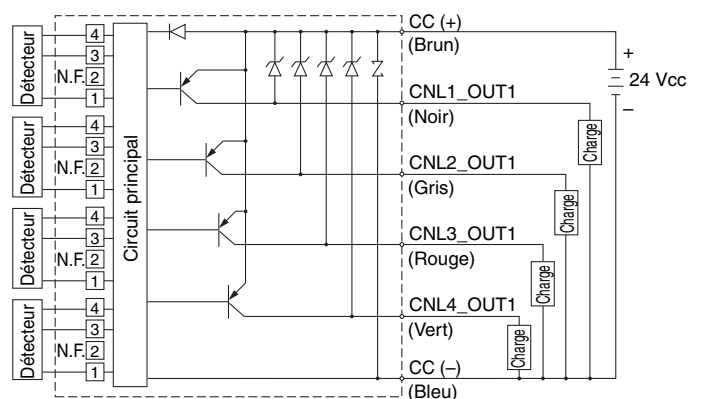 Détecteur
4
3
N.F. 2
1
Détecteur
4
3
N.F. 2
1
Détecteur
4
3
N.F. 2
1
Détecteur
4
3
N.F. 2
1
Circuit principal
CC (+)
(Brun)
+
24 Vcc
–
CNL1_OUT1
(Noir)
Charge
CNL2_OUT1
(Gris)
Charge
CNL3_OUT1
(Rouge)
Charge
CNL4_OUT1
(Vert)
Charge
CC (–)
(Bleu)